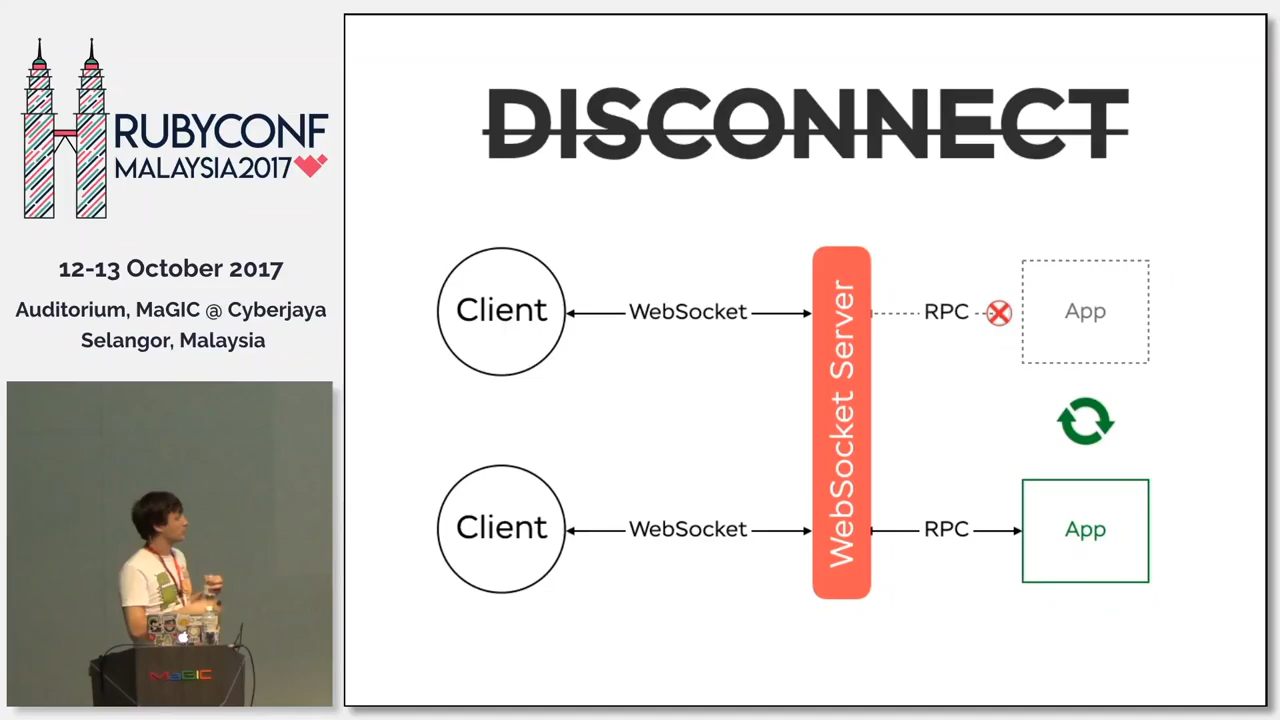 RUBYCONF
MALAYSIA2017
12-13 October 2017
Auditorium, MaGIC @ Cyberjaya
Selangor, Malaysia
MaGIC
DISCONNECT
Client
WebSocket
WebSocket Server
RPC
App
Client
WebSocket
RPC
App